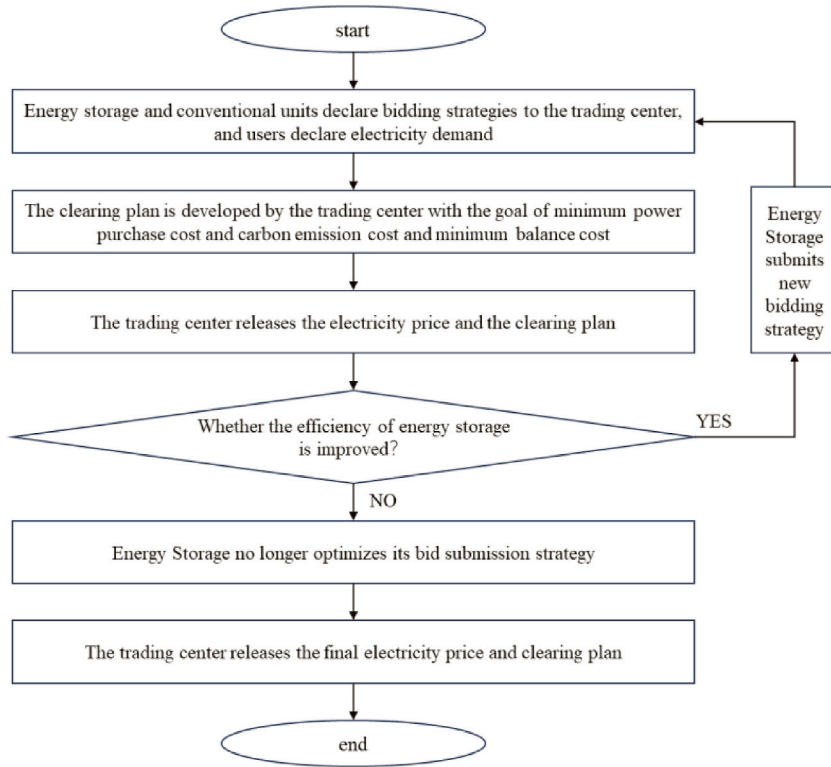 start
Energy storage and conventional units declare bidding strategies to the trading center,
and users declare electricity demand
The clearing plan is developed by the trading center with the goal of minimum power
purchase cost and carbon emission cost and minimum balance cost
Energy
Storage
submits
new
bidding
strategy
The trading center releases the electricity price and the clearing plan
Whether the efficiency of energy storage
is improved?
YES
NO
Energy Storage no longer optimizes its bid submission strategy
The trading center releases the final electricity price and clearing plan
end